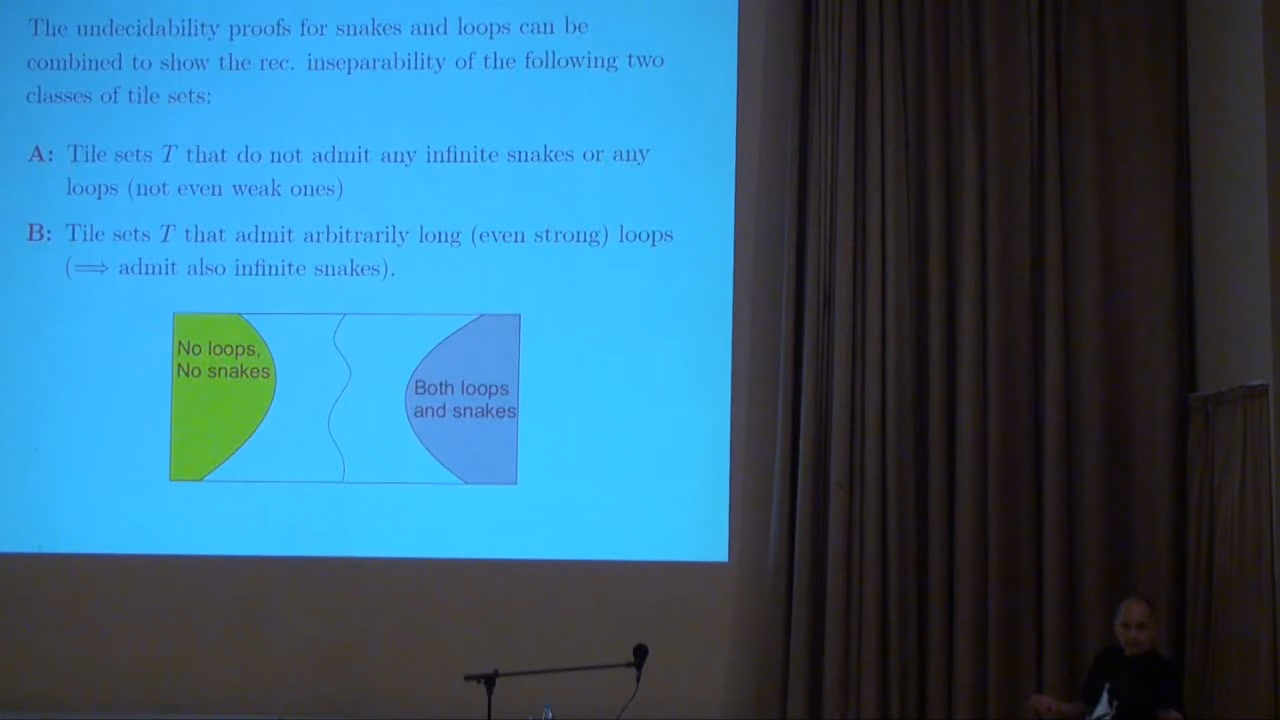 The undecidability proofs for snakes and loops can be
combined to show the rec. inseparability of the following two
classes of tile sets:
A: Tile sets T that do not admit any infinite snakes or any
loops (not even weak ones)
B: Tile sets T that admit arbitrarily long (even strong) loops
(⟹ admit also infinite snakes).
No loops,
No snakes
Both loops
and snakes